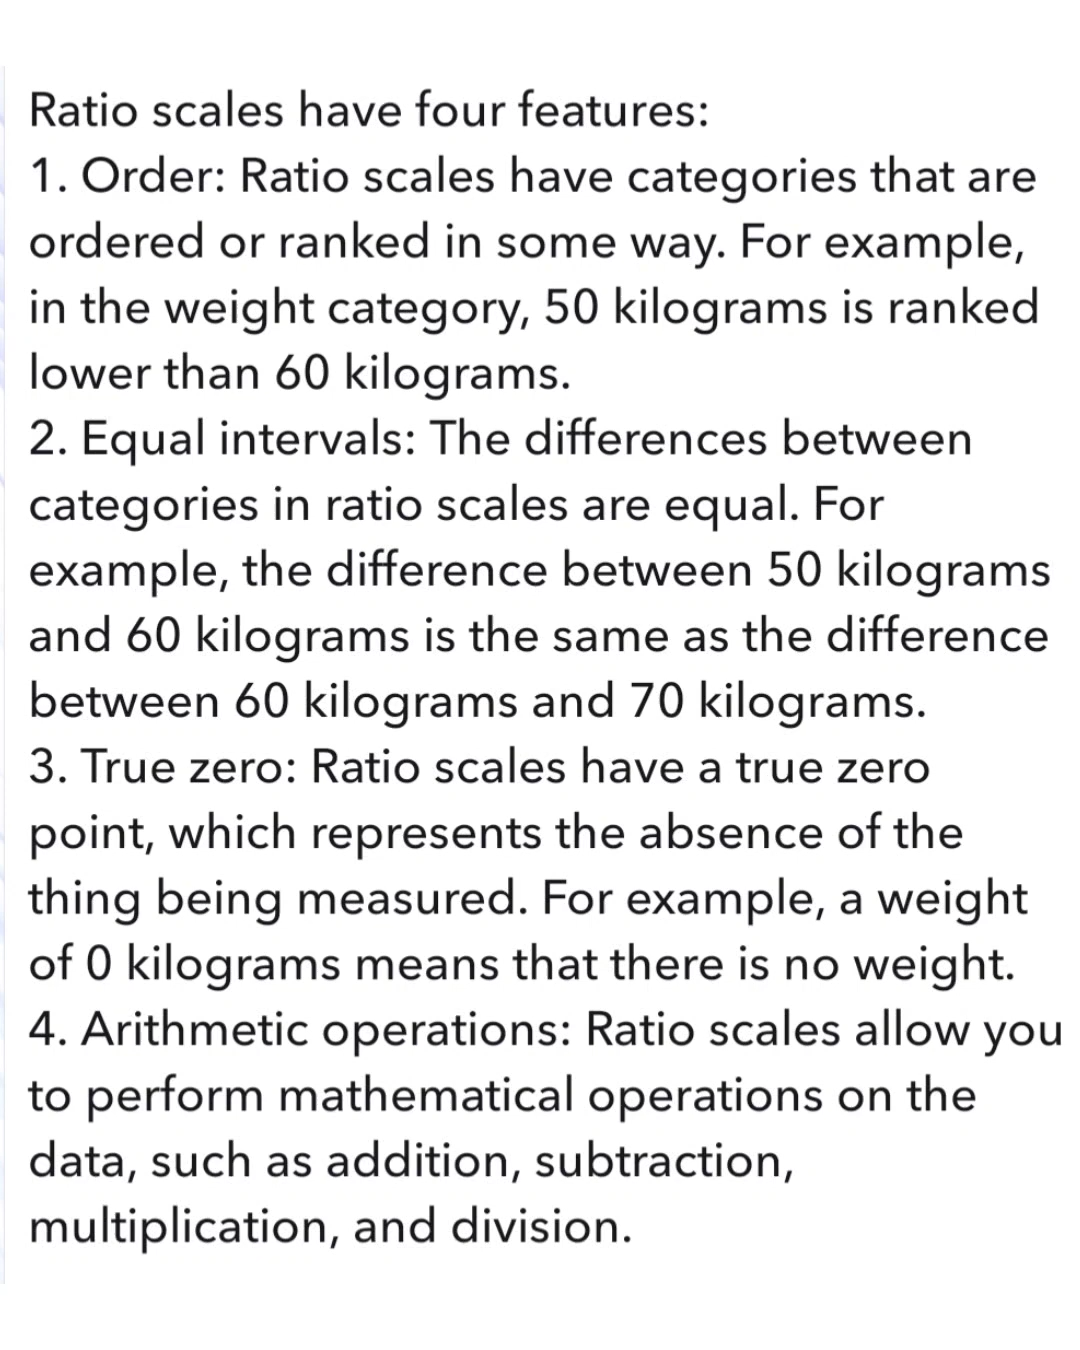 Ratio scales have four features:
1. Order: Ratio scales have categories that are
ordered or ranked in some way. For example,
in the weight category, 50 kilograms is ranked
lower than 60 kilograms.
2. Equal intervals: The differences between
categories in ratio scales are equal. For
example, the difference between 50 kilograms
and 60 kilograms is the same as the difference
between 60 kilograms and 70 kilograms.
3. True zero: Ratio scales have a true zero
point, which represents the absence of the
thing being measured. For example, a weight
of 0 kilograms means that there is no weight.
4. Arithmetic operations: Ratio scales allow you
to perform mathematical operations on the
data, such as addition, subtraction,
multiplication, and division.